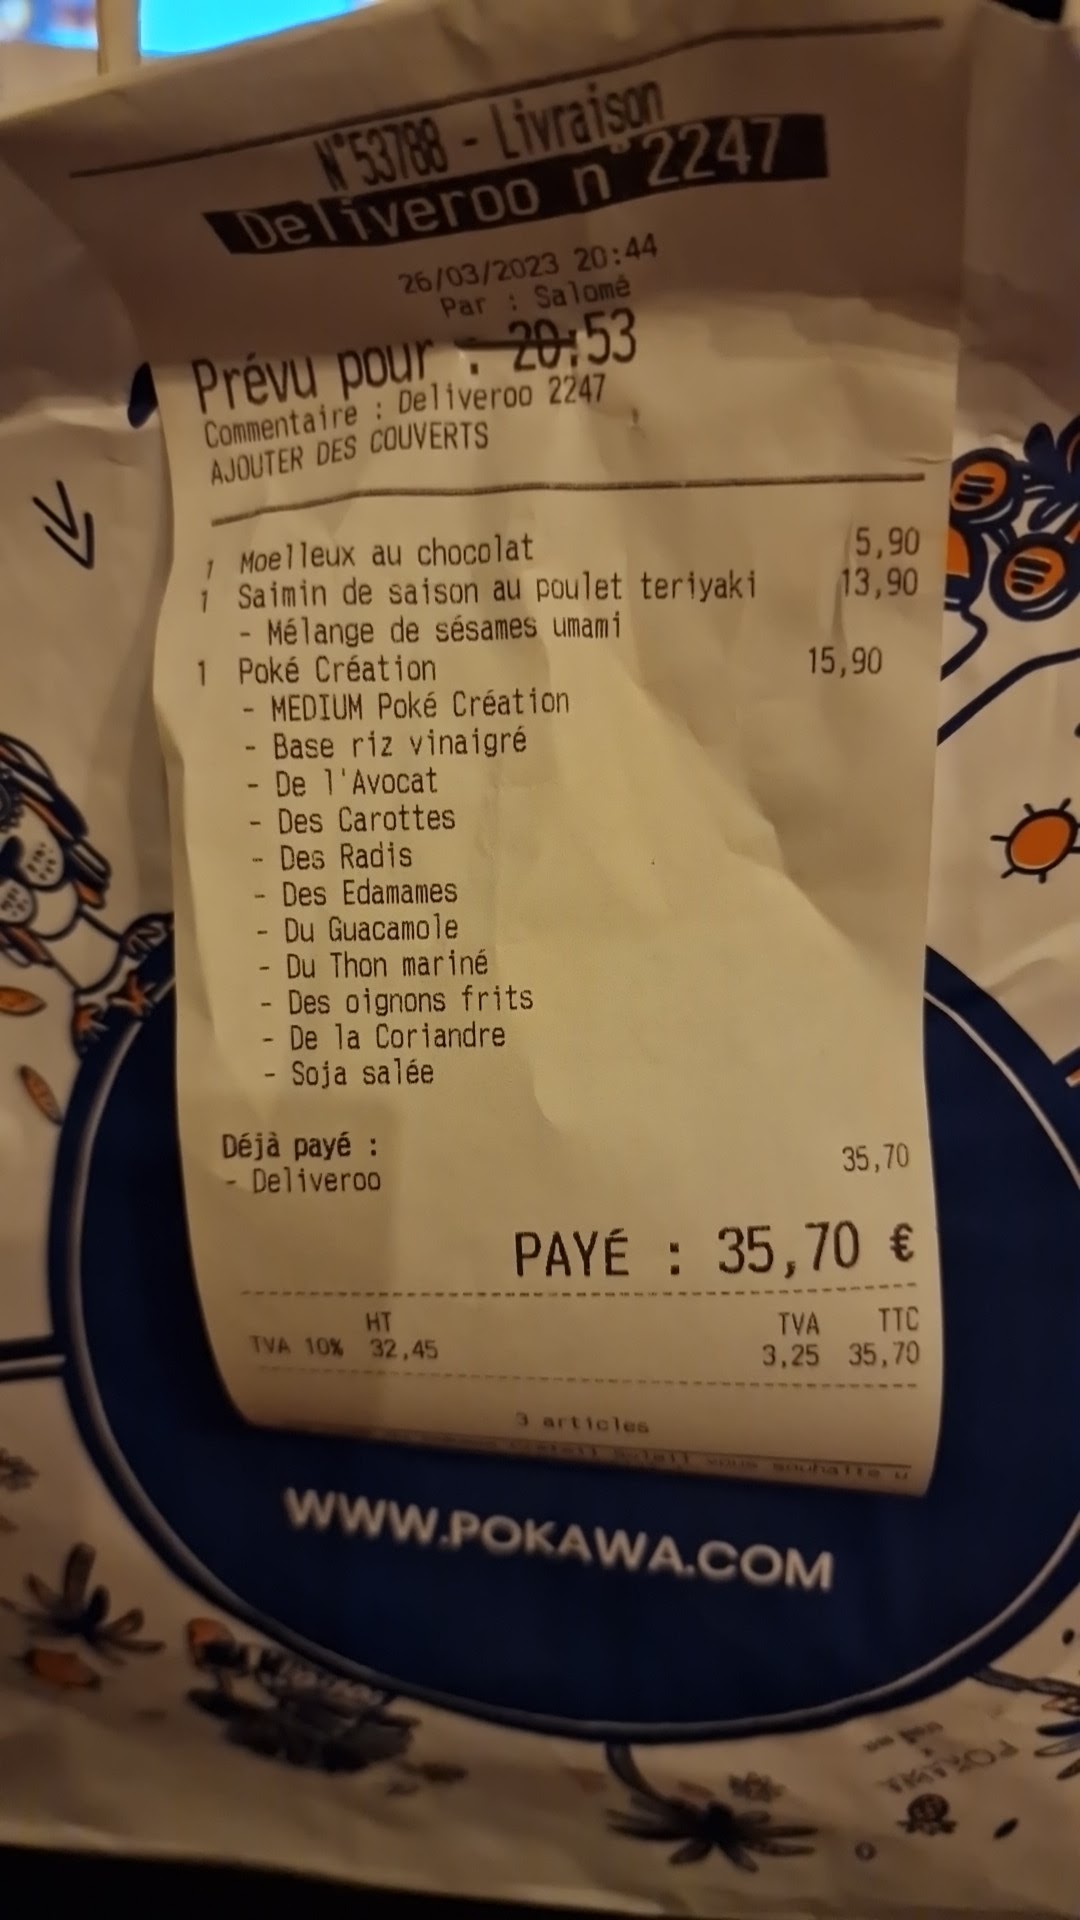 N°53788 - Livraison
Deliveroo n°2247
26/03/2023 20:44
Par : Salomé
Prévu pour : 20:53
Commentaire : Deliveroo 2247
AJOUTER DES COUVERTS
1 Moelleux au chocolat 5,90
1 Saimin de saison au poulet teriyaki 13,90
- Mélange de sésames umami
1 Poké Création 15,90
- MEDIUM Poké Création
- Base riz vinaigré
- De l'Avocat
- Des Carottes
- Des Radis
- Des Edamames
- Du Guacamole
- Du Thon mariné
- Des oignons frits
- De la Coriandre
- Soja salée
Déjà payé : 35,70
- Deliveroo
PAYÉ : 35,70 €
HT TVA TTC
TVA 10% 32,45 3,25 35,70
3 articles
vous souhaite u
WWW.POKAWA.COM
POKAWA